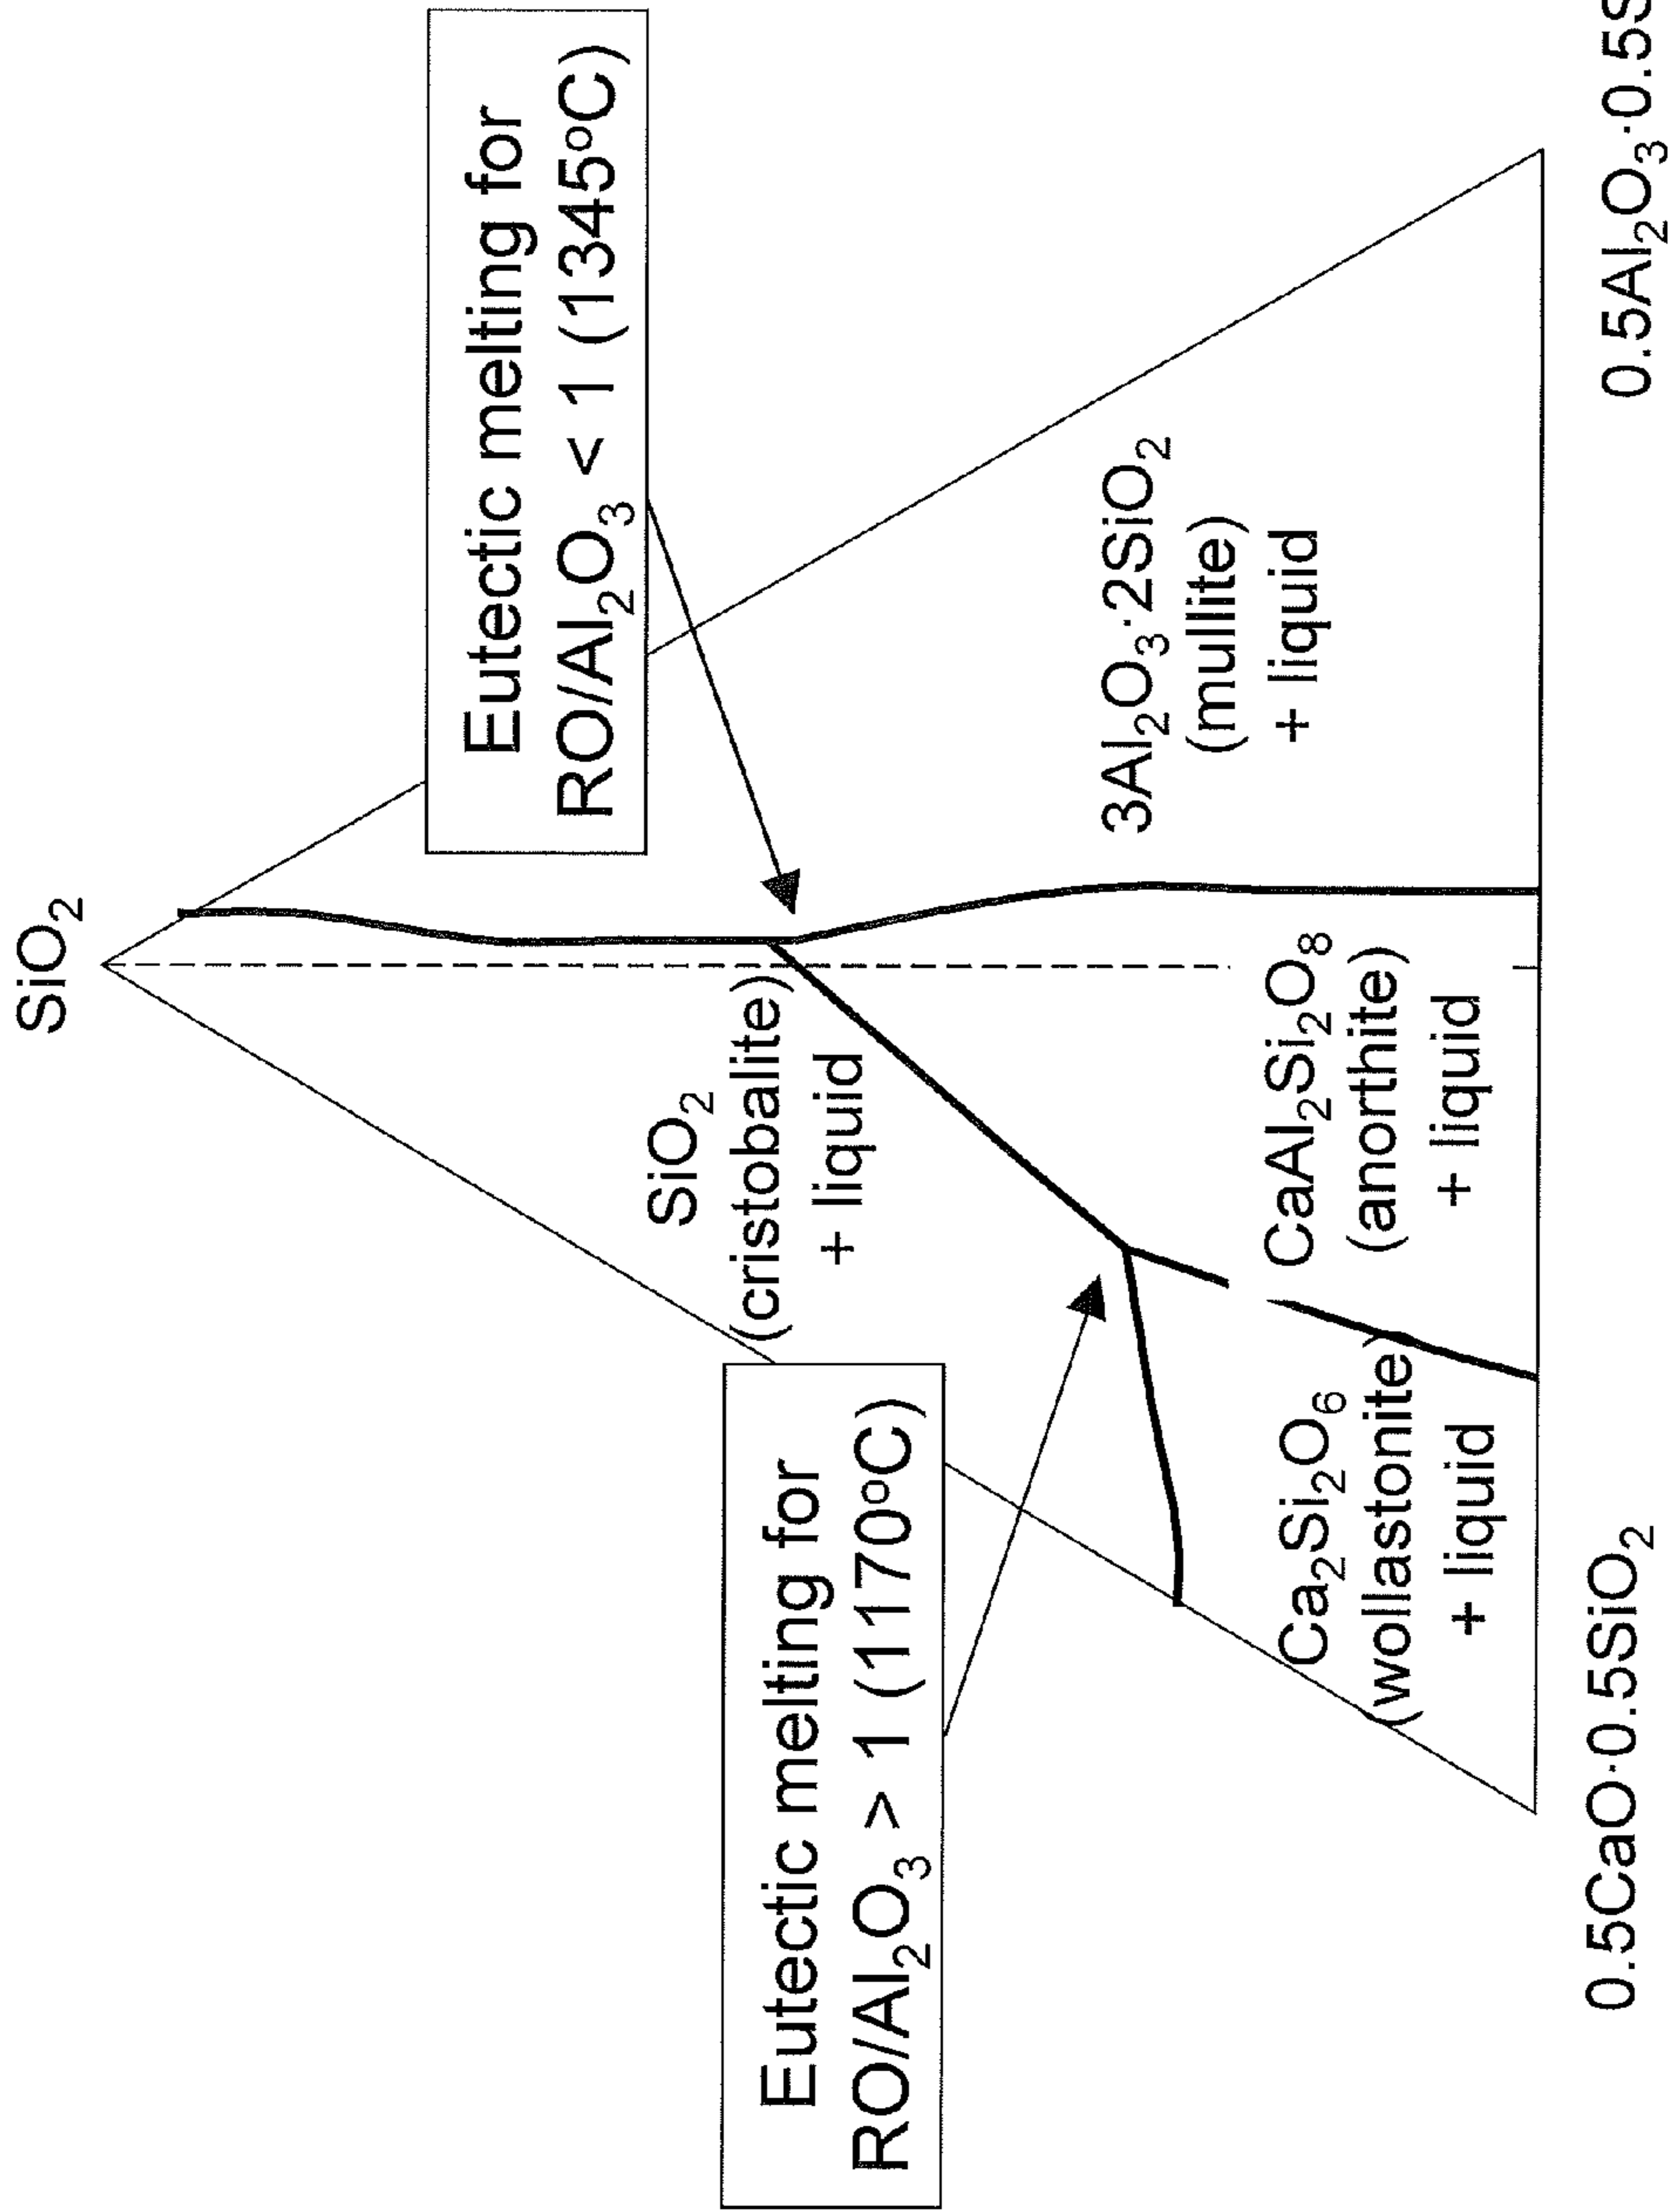 SiO₂
Eutectic melting for
RO/Al₂O₃ < 1 (1345°C)
SiO₂
(cristobalite)
+ liquid
Eutectic melting for
RO/Al₂O₃ > 1 (1170°C)
3Al₂O₃·2SiO₂
(mullite)
+ liquid
CaAl₂Si₂O₈
(anorthite)
+ liquid
Ca₂Si₂O₆
(wollastonite)
+ liquid
0.5CaO·0.5SiO₂
0.5Al₂O₃·0.5S